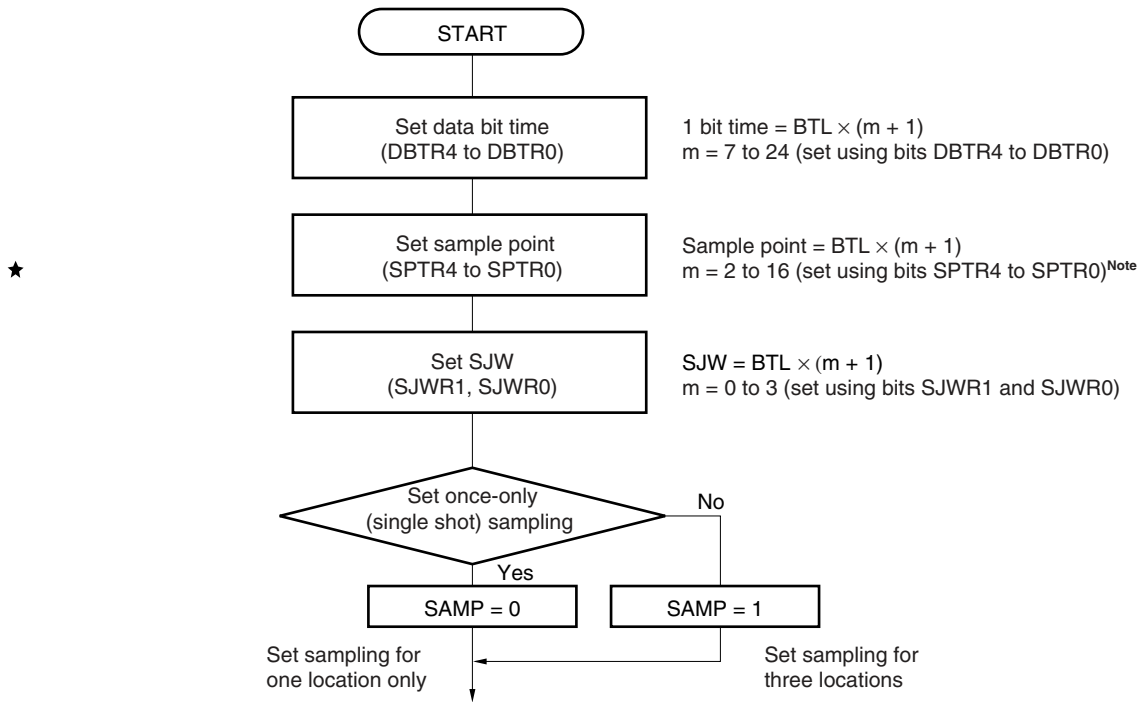 START
Set data bit time
(DBTR4 to DBTR0)
1 bit time = BTL × (m + 1)
m = 7 to 24 (set using bits DBTR4 to DBTR0)
Set sample point
(SPTR4 to SPTR0)
Sample point = BTL × (m + 1)
m = 2 to 16 (set using bits SPTR4 to SPTR0)Note
★
Set SJW
(SJWR1, SJWR0)
SJW = BTL × (m + 1)
m = 0 to 3 (set using bits SJWR1 and SJWR0)
Set once-only
(single shot) sampling
No
Yes
SAMP = 0
SAMP = 1
Set sampling for
one location only
Set sampling for
three locations